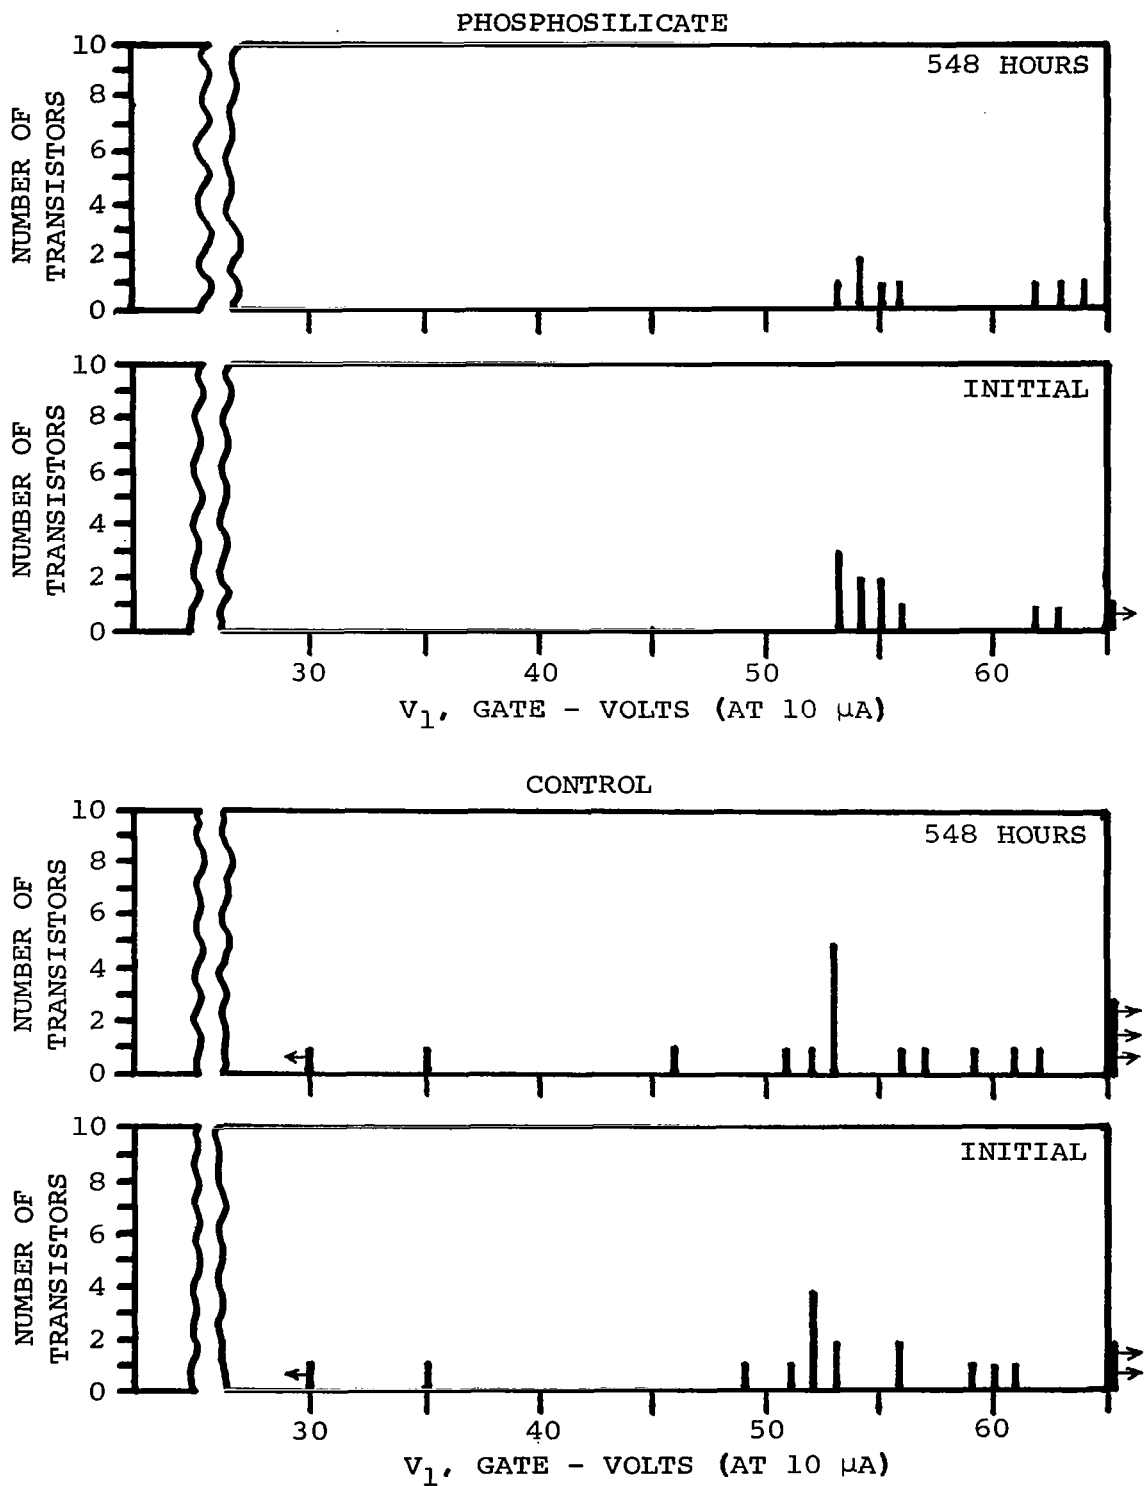 PHOSPHOSILICATE
548 HOURS
NUMBER OF
TRANSISTORS
10
8
6
4
2
0
INITIAL
NUMBER OF
TRANSISTORS
10
8
6
4
2
0
30 40 50 60
V1, GATE - VOLTS (AT 10 μA)
CONTROL
548 HOURS
NUMBER OF
TRANSISTORS
10
8
6
4
2
0
INITIAL
NUMBER OF
TRANSISTORS
10
8
6
4
2
0
30 40 50 60
V1, GATE - VOLTS (AT 10 μA)